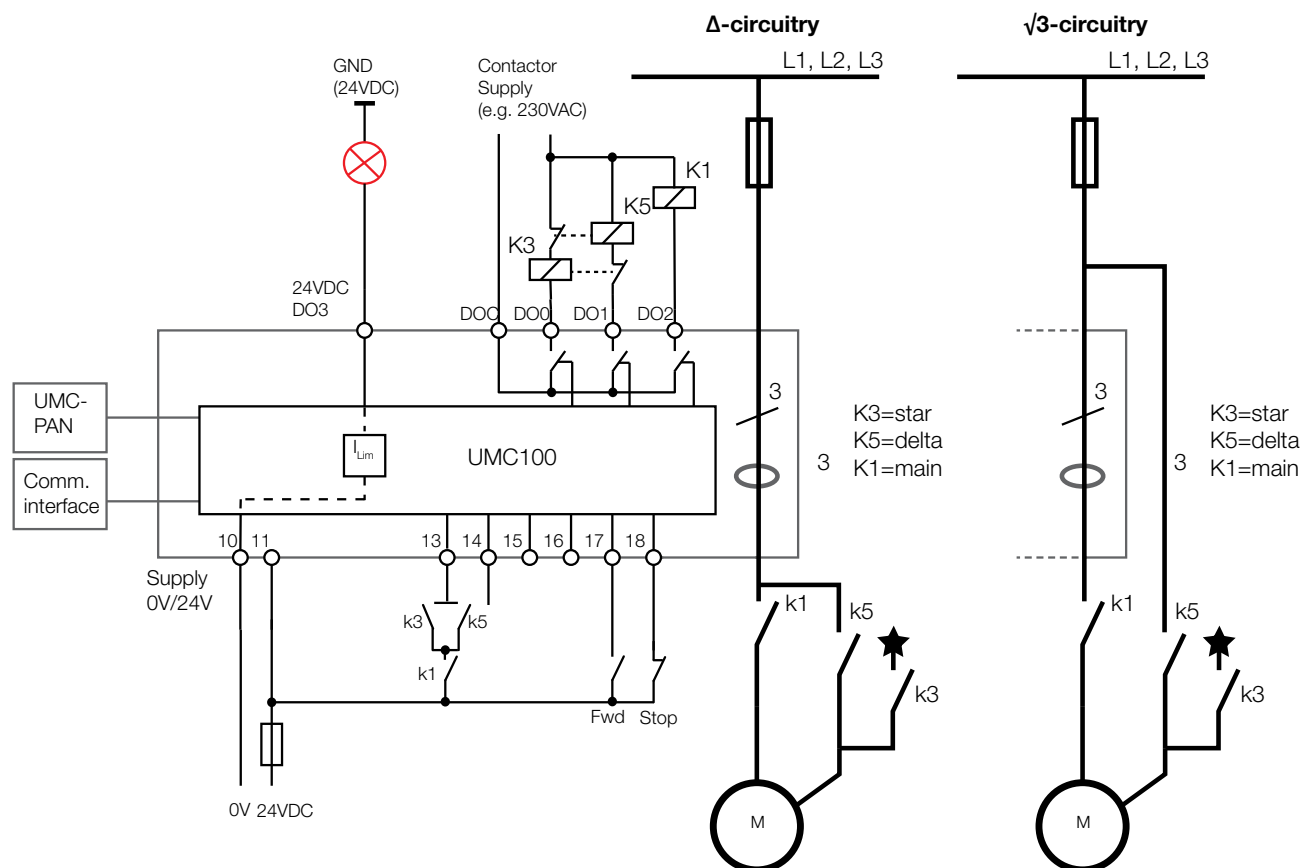 Δ-circuitry
√3-circuitry
L1, L2, L3
L1, L2, L3
GND
(24VDC)
Contactor
Supply
(e.g. 230VAC)
K1
K5
K3
24VDC
DO3
DOC
DO0
DO1
DO2
UMC-
PAN
Comm.
interface
ILim
UMC100
3
3
K3=star
K5=delta
K1=main
3
3
K3=star
K5=delta
K1=main
10
11
13
14
15
16
17
18
Supply
0V/24V
k3
k5
k1
Fwd
Stop
0V
24VDC
k1
k5
k3
M
k1
k5
k3
M